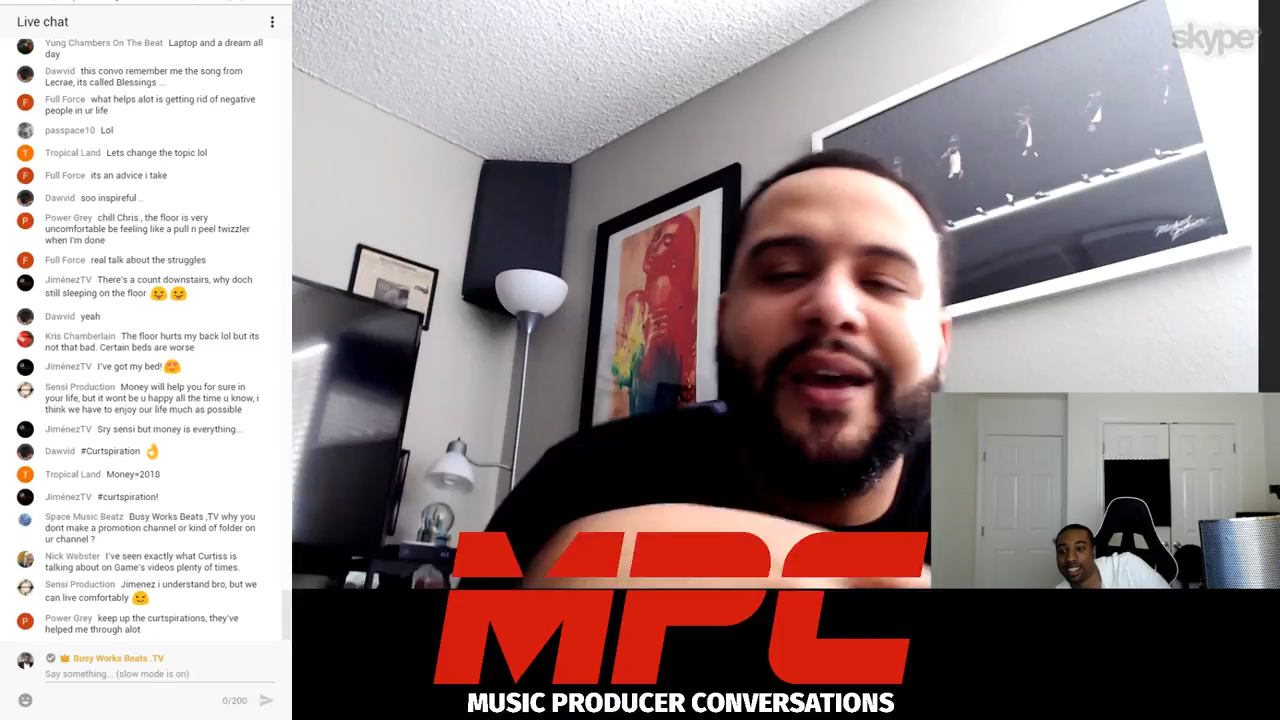 Live chat
Yung Chambers On The Beat Laptop and a dream all
day
Dawvid this convo remember me the song from
Lecrae, its called Blessings ...
F Full Force what helps alot is getting rid of negative
people in ur life
passpace10 Lol
T Tropical Land Lets change the topic lol
F Full Force its an advice i take
Dawvid soo inspireful ..
P Power Grey chill Chris , the floor is very
uncomfortable be feeling like a pull n peel twizzler
when I'm done
F Full Force real talk about the struggles
JiménezTV There's a count downstairs, why doch
still sleeping on the floor 😉😜
Dawvid yeah
Kris Chamberlain The floor hurts my back lol but its
not that bad. Certain beds are worse
JiménezTV I've got my bed!😍
Sensi Production Money will help you for sure in
your life, but it wont be u happy all the time u know, i
think we have to enjoy our life much as possible
JiménezTV Sry sensi but money is everything...
Dawvid #Curtspiration 👌
T Tropical Land Money=2018
JiménezTV #curtspiration!
Space Music Beatz Busy Works Beats ,TV why you
dont make a promotion channel or kind of folder on
ur channel ?
Nick Webster I've seen exactly what Curtiss is
talking about on Game's videos plenty of times.
Sensi Production Jimenez i understand bro, but we
can live comfortably 😉
P Power Grey keep up the curtspirations, they've
helped me through alot
Busy Works Beats .TV
Say something... (slow mode is on)
0/200
skype
MPC
MUSIC PRODUCER CONVERSATIONS